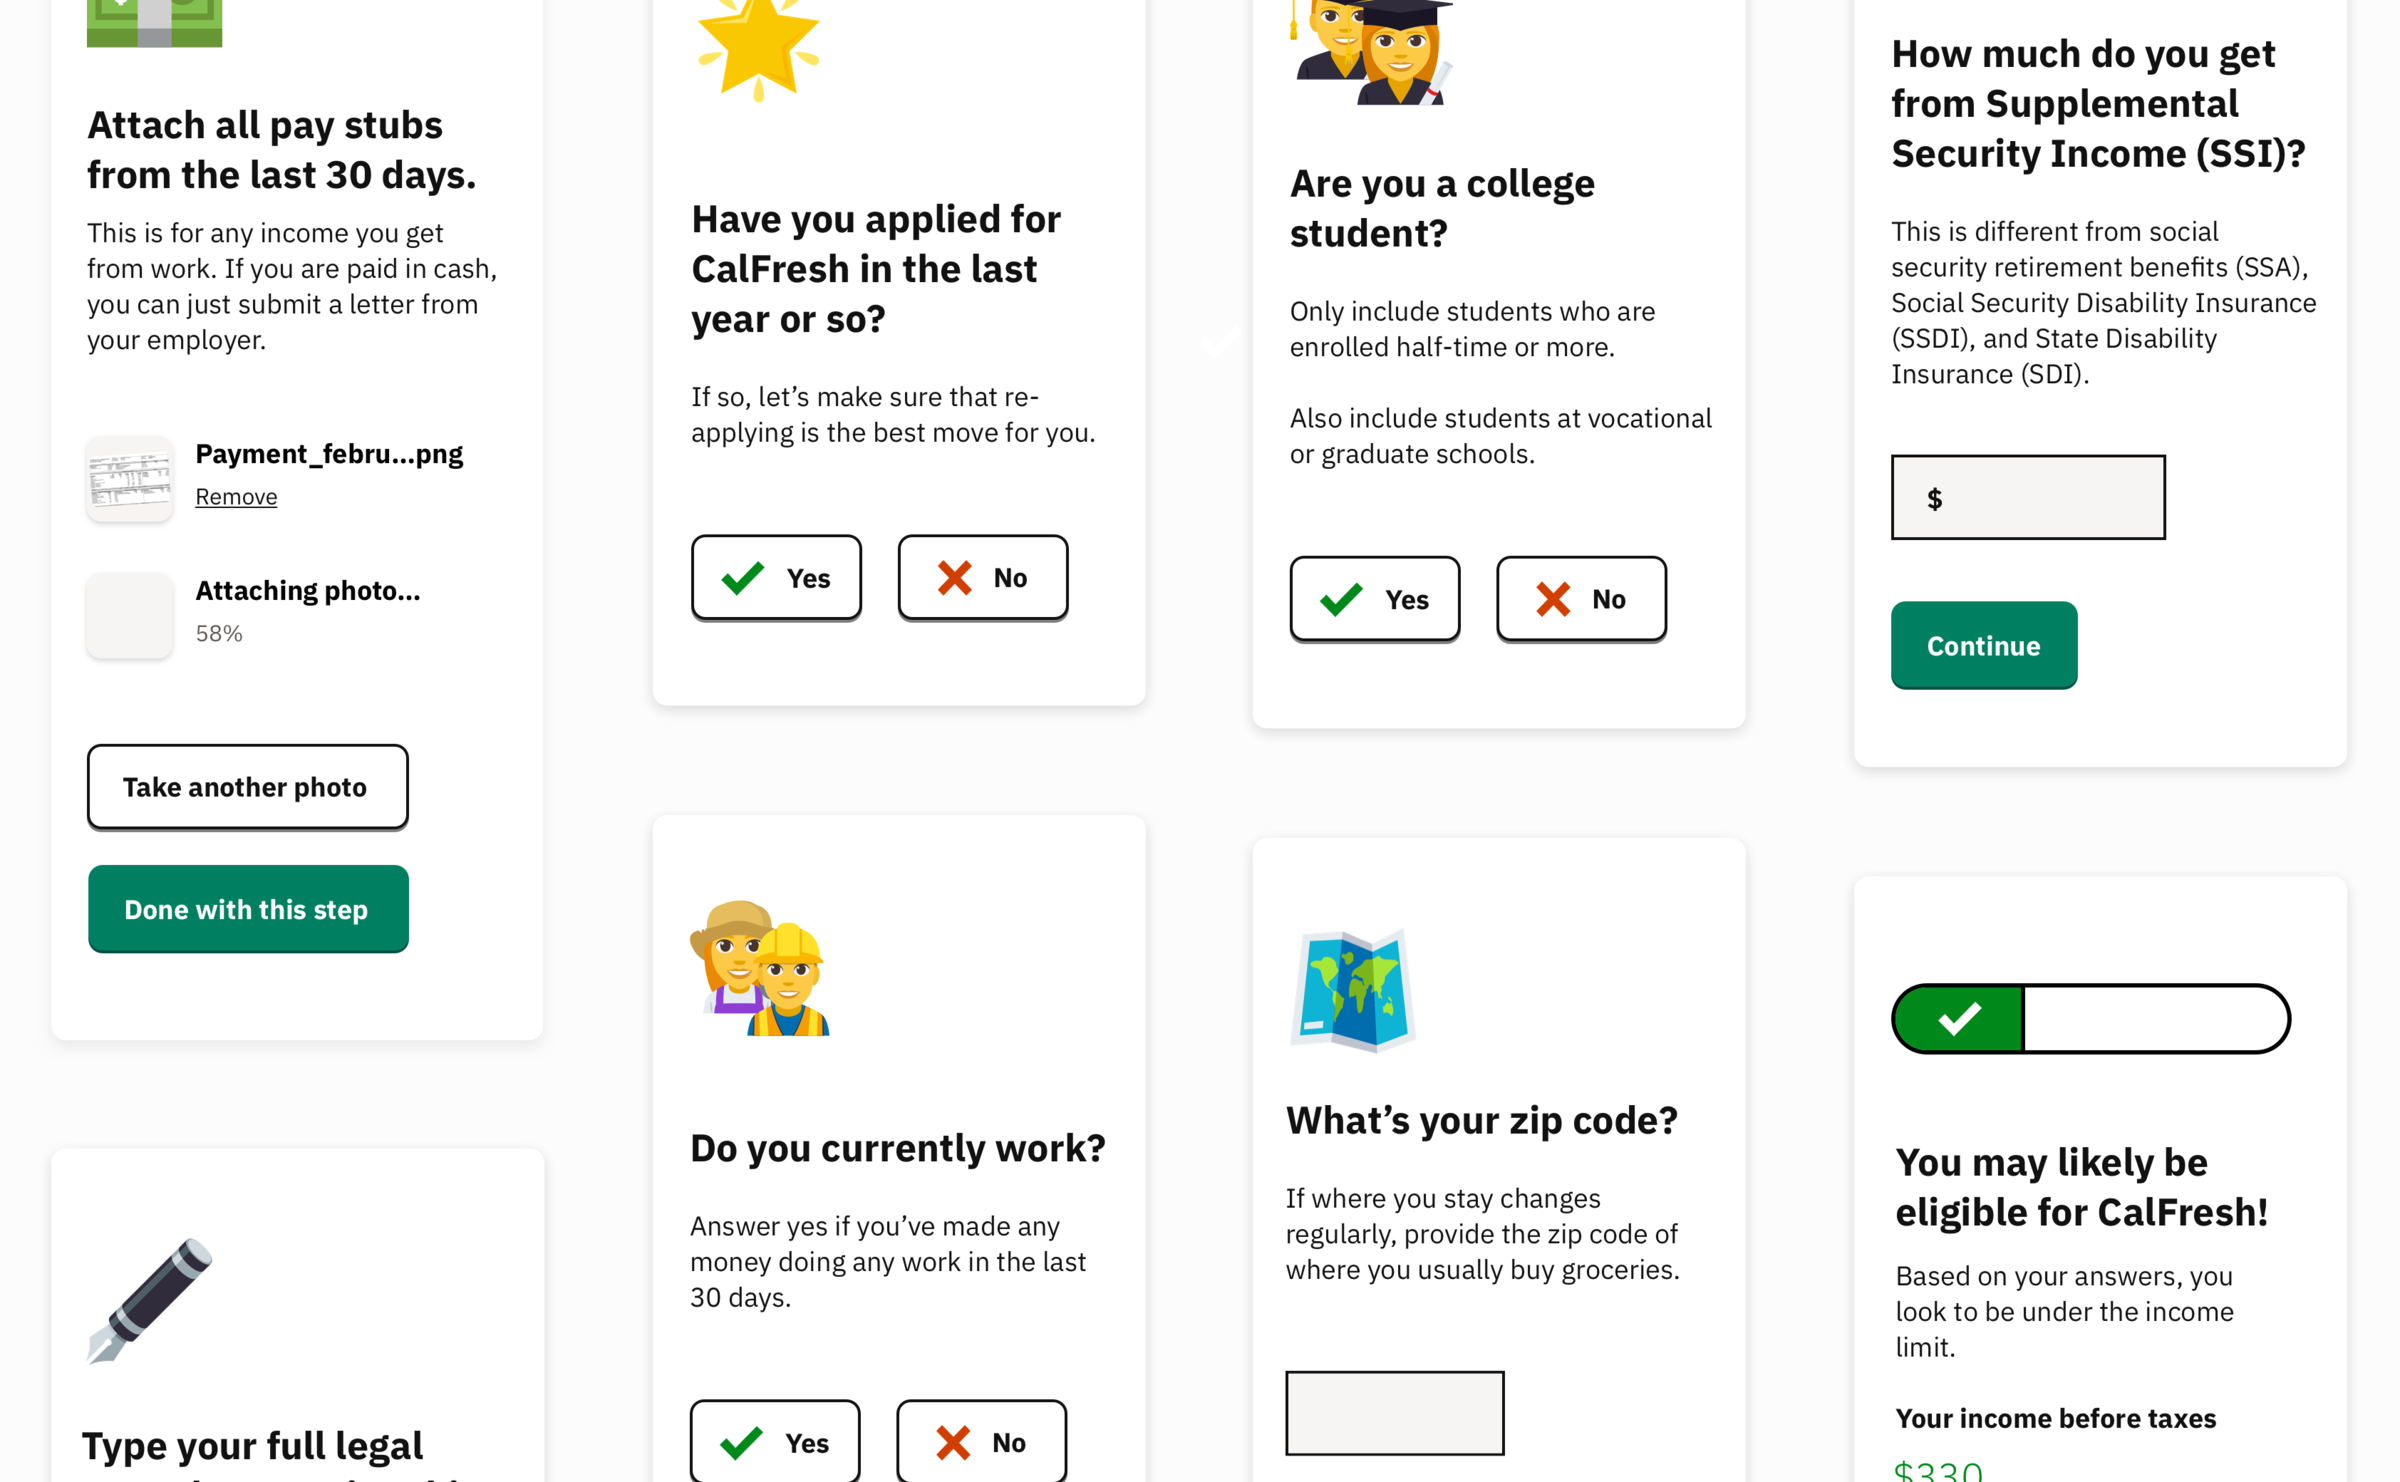 Attach all pay stubs
from the last 30 days.
This is for any income you get
from work. If you are paid in cash,
you can just submit a letter from
your employer.
Payment_febru...png
Remove
Attaching photo...
58%
Take another photo
Done with this step
Type your full legal
Have you applied for
CalFresh in the last
year or so?
If so, let’s make sure that re-
applying is the best move for you.
Yes
No
Do you currently work?
Answer yes if you’ve made any
money doing any work in the last
30 days.
Yes
No
Are you a college
student?
Only include students who are
enrolled half-time or more.
Also include students at vocational
or graduate schools.
Yes
No
What’s your zip code?
If where you stay changes
regularly, provide the zip code of
where you usually buy groceries.
How much do you get
from Supplemental
Security Income (SSI)?
This is different from social
security retirement benefits (SSA),
Social Security Disability Insurance
(SSDI), and State Disability
Insurance (SDI).
$
Continue
You may likely be
eligible for CalFresh!
Based on your answers, you
look to be under the income
limit.
Your income before taxes
$330